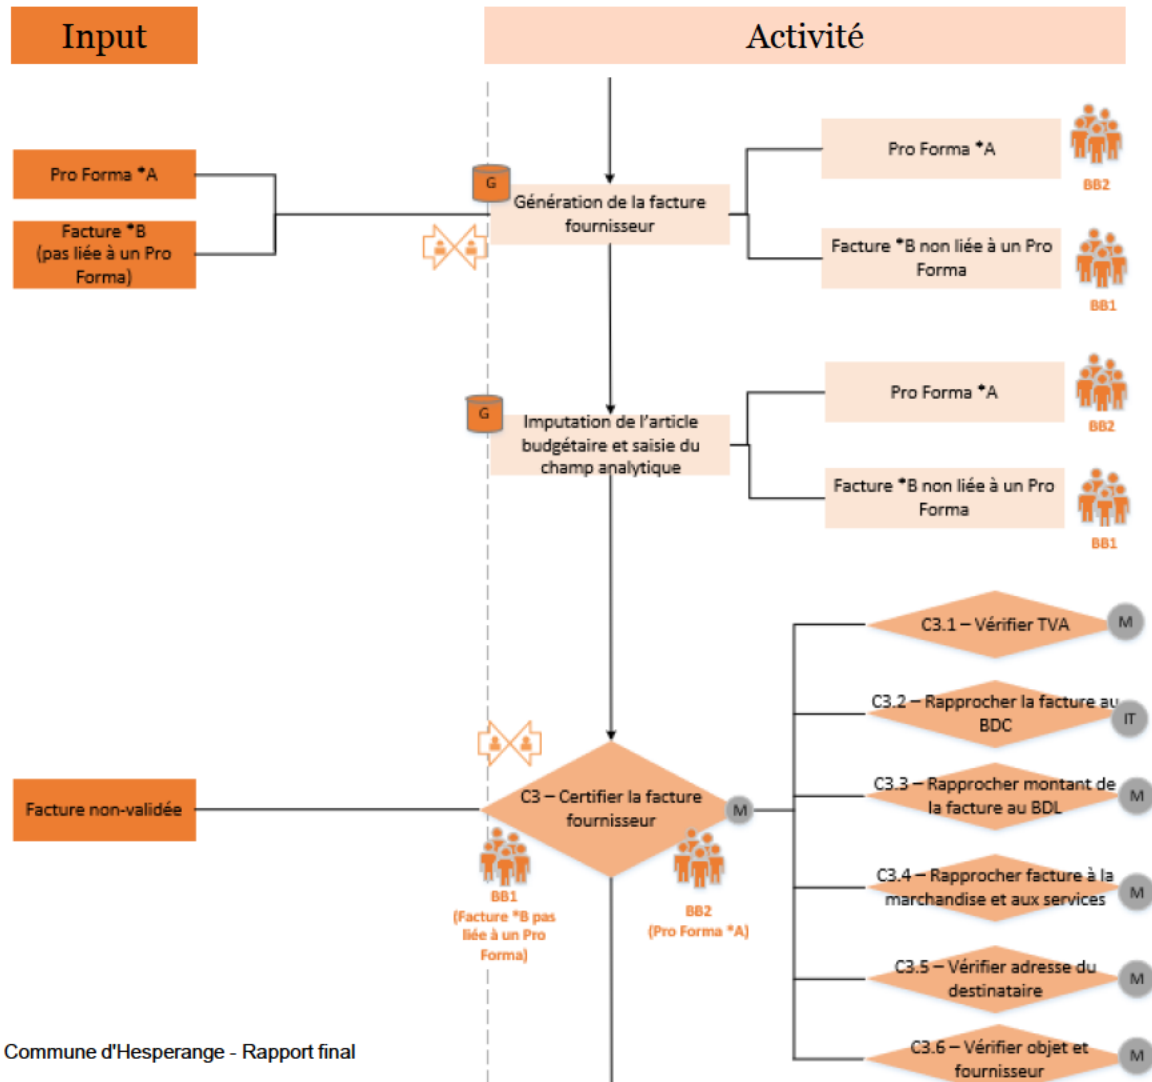 Input
Activité
Pro Forma *A
Facture *B
(pas liée à un Pro
Forma)
G
Génération de la facture
fournisseur
Pro Forma *A
BB2
Facture *B non liée à un Pro
Forma
BB1
G
Imputation de l'article
budgétaire et saisie du
champ analytique
Pro Forma *A
BB2
Facture *B non liée à un Pro
Forma
BB1
Facture non-validée
C3 – Certifier la facture
fournisseur
M
BB1
(Facture *B pas
liée à un Pro
Forma)
BB2
(Pro Forma *A)
C3.1 – Vérifier TVA
M
C3.2 – Rapprocher la facture au
BDC
IT
C3.3 – Rapprocher montant de
la facture au BDL
M
C3.4 – Rapprocher facture à la
marchandise et aux services
M
C3.5 – Vérifier adresse du
destinataire
M
C3.6 – Vérifier objet et
fournisseur
M
Commune d'Hesperange - Rapport final